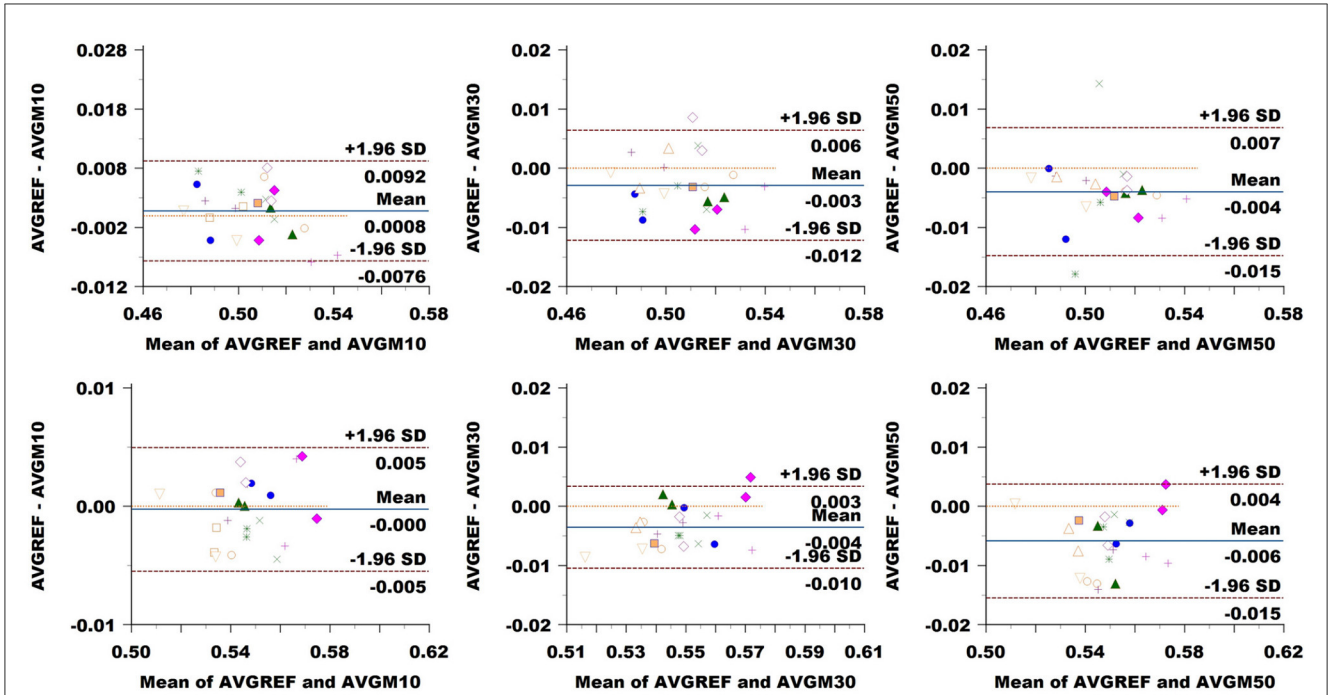 AVGREF - AVGM10
0.028
0.018
0.008
-0.002
-0.012
+1.96 SD
0.0092
Mean
0.0008
-1.96 SD
-0.0076
0.46
0.50
0.54
0.58
Mean of AVGREF and AVGM10
AVGREF - AVGM30
0.02
0.01
0.00
-0.01
-0.02
+1.96 SD
0.006
Mean
-0.003
-1.96 SD
-0.012
0.46
0.50
0.54
0.58
Mean of AVGREF and AVGM30
AVGREF - AVGM50
0.02
0.01
0.00
-0.01
-0.02
+1.96 SD
0.007
Mean
-0.004
-1.96 SD
-0.015
0.46
0.50
0.54
0.58
Mean of AVGREF and AVGM50
AVGREF - AVGM10
0.01
0.00
-0.01
+1.96 SD
0.005
Mean
-0.000
-1.96 SD
-0.005
0.50
0.54
0.58
0.62
Mean of AVGREF and AVGM10
AVGREF - AVGM30
0.02
0.01
0.00
-0.01
-0.02
+1.96 SD
0.003
Mean
-0.004
-1.96 SD
-0.010
0.51
0.53
0.55
0.57
0.59
0.61
Mean of AVGREF and AVGM30
AVGREF - AVGM50
0.02
0.01
0.00
-0.01
-0.02
+1.96 SD
0.004
Mean
-0.006
-1.96 SD
-0.015
0.50
0.54
0.58
0.62
Mean of AVGREF and AVGM50